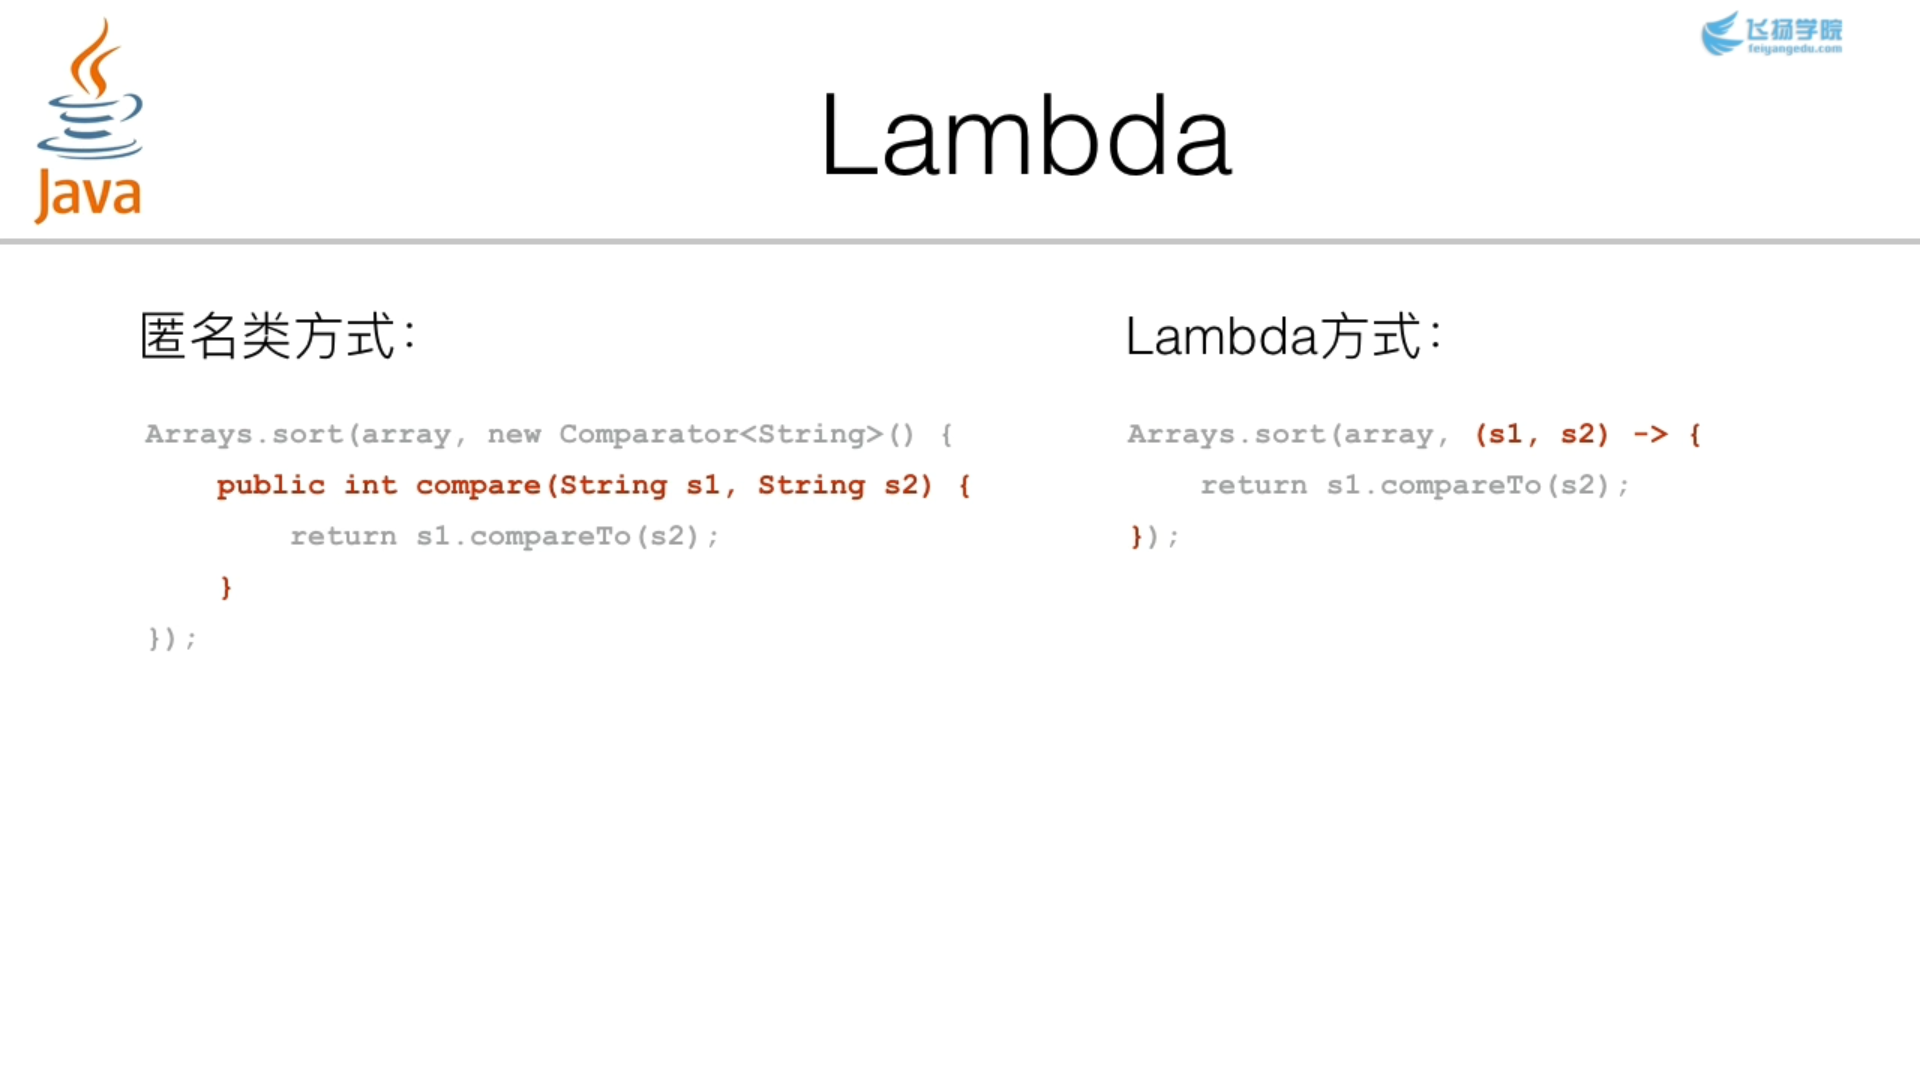 Java
飞扬学院
feiyangedu.com
Lambda
匿名类方式：
Arrays.sort(array, new Comparator<String>() {
    public int compare(String s1, String s2) {
        return s1.compareTo(s2);
    }
});
Lambda方式：
Arrays.sort(array, (s1, s2) -> {
    return s1.compareTo(s2);
});